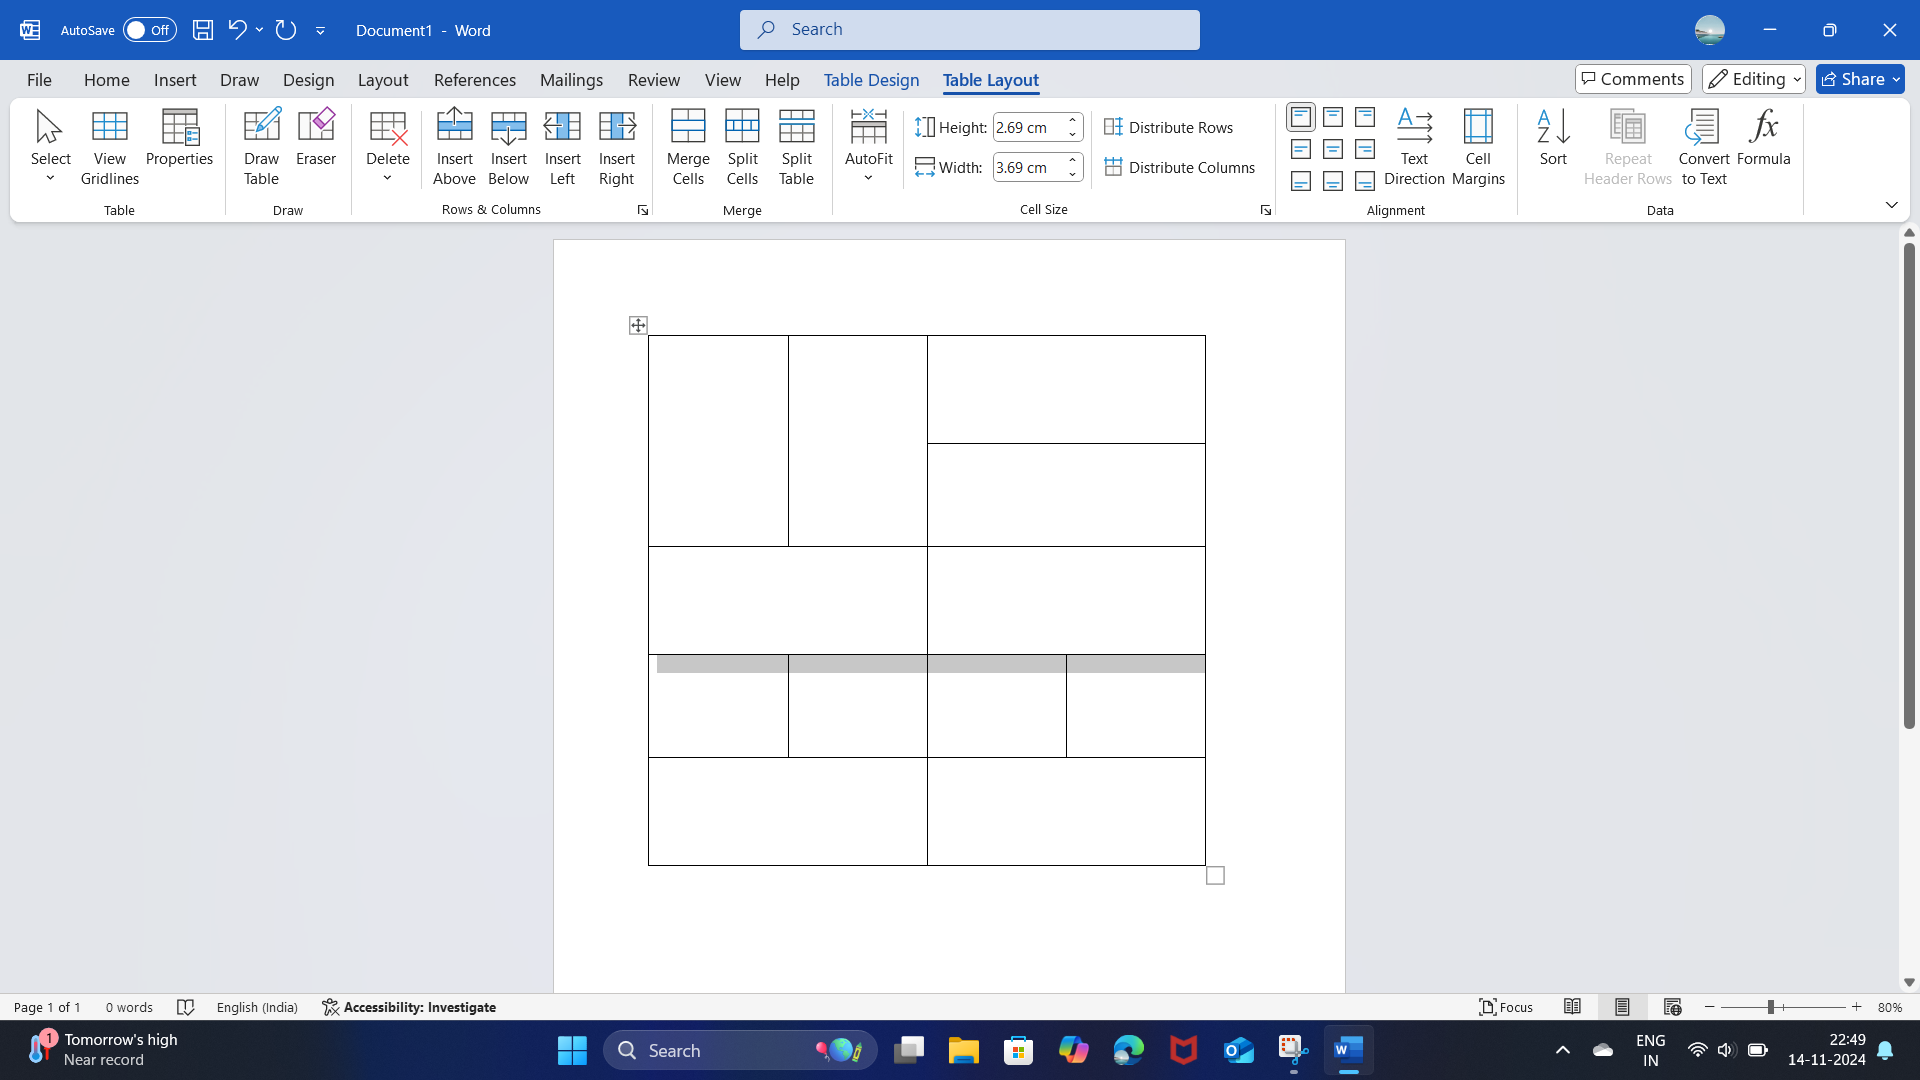 AutoSave Off Document1 - Word Search
File Home Insert Draw Design Layout References Mailings Review View Help Table Design Table Layout Comments Editing Share
Select
View Gridlines
Properties
Table
Draw Table
Eraser
Draw
Delete
Insert Above
Insert Below
Insert Left
Insert Right
Rows & Columns
Merge Cells
Split Cells
Split Table
Merge
AutoFit
Height: 2.69 cm
Width: 3.69 cm
Distribute Rows
Distribute Columns
Cell Size
Text Direction
Cell Margins
Alignment
Sort
Repeat Header Rows
Convert to Text
Formula
Data
Page 1 of 1 0 words English (India) Accessibility: Investigate Focus 80%
1
Tomorrow's high
Near record
Search
ENG
IN
22:49
14-11-2024